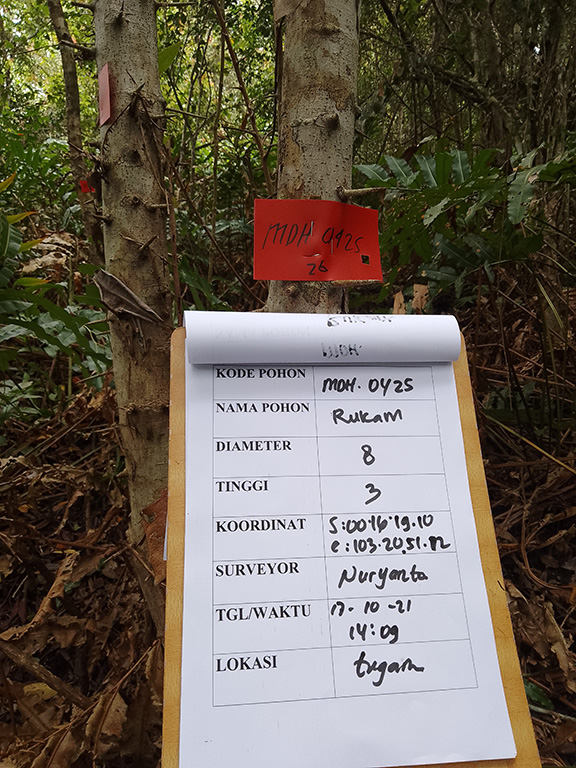 MDH 0425
26
KODE POHON MDH. 0425
NAMA POHON Rukam
DIAMETER 8
TINGGI 3
KOORDINAT S:00·16'19.10
e:103.20.51.82
SURVEYOR Nuryanto
TGL/WAKTU 17-10-21
14:09
LOKASI tugam